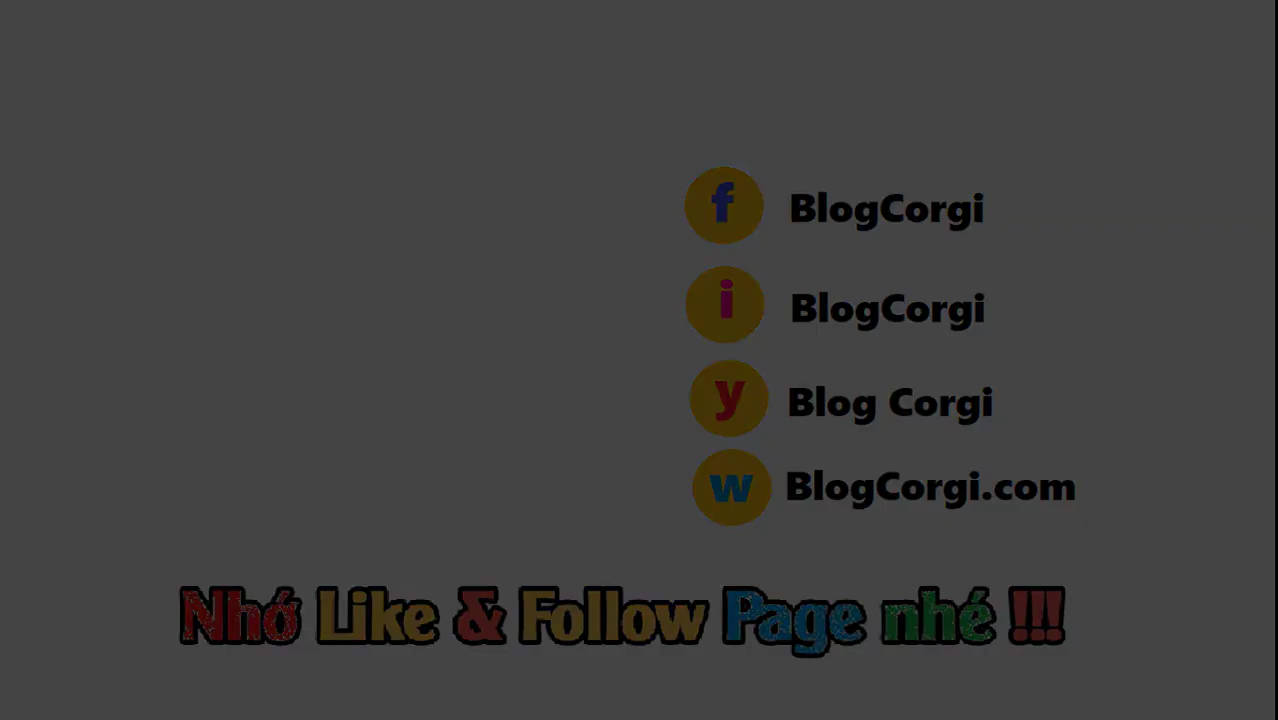 f BlogCorgi
i BlogCorgi
y Blog Corgi
w BlogCorgi.com
Nhớ Like & Follow Page nhé !!!